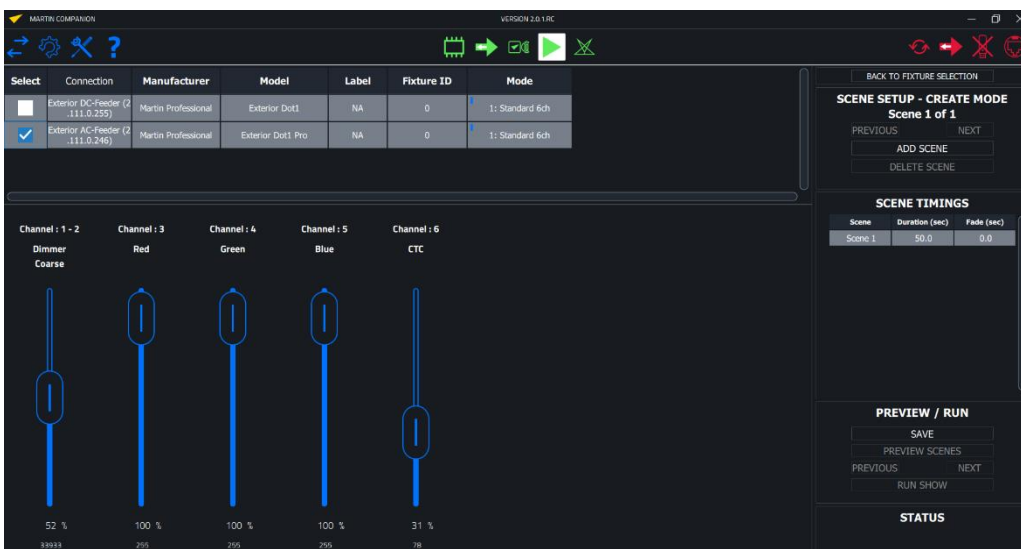 MARTIN COMPANION
VERSION 2.0.1.RC
Select Connection Manufacturer Model Label Fixture ID Mode
Exterior DC-Feeder (2
.111.0.255) Martin Professional Exterior Dot1 NA 0 1: Standard 6ch
Exterior AC-Feeder (2
.111.0.246) Martin Professional Exterior Dot1 Pro NA 0 1: Standard 6ch
Channel : 1 - 2 Channel : 3 Channel : 4 Channel : 5 Channel : 6
Dimmer Red Green Blue CTC
Coarse
52 % 100 % 100 % 100 % 31 %
33933 255 255 255 78
BACK TO FIXTURE SELECTION
SCENE SETUP - CREATE MODE
Scene 1 of 1
PREVIOUS NEXT
ADD SCENE
DELETE SCENE
SCENE TIMINGS
Scene Duration (sec) Fade (sec)
Scene 1 50.0 0.0
PREVIEW / RUN
SAVE
PREVIEW SCENES
PREVIOUS NEXT
RUN SHOW
STATUS